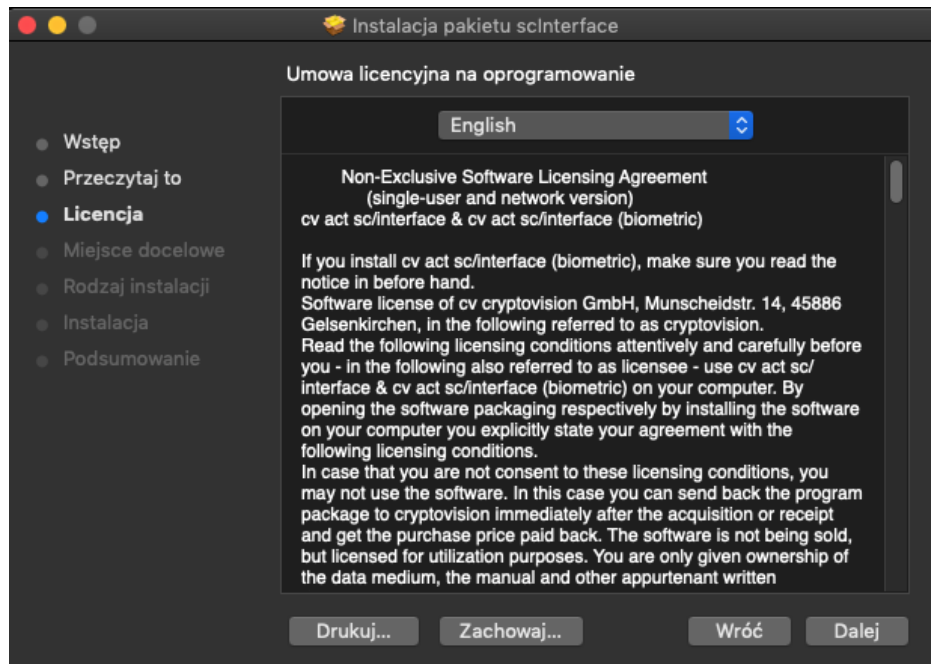 Instalacja pakietu scInterface
Umowa licencyjna na oprogramowanie
Wstęp
Przeczytaj to
Licencja
Miejsce docelowe
Rodzaj instalacji
Instalacja
Podsumowanie
English
Non-Exclusive Software Licensing Agreement
(single-user and network version)
cv act sc/interface & cv act sc/interface (biometric)
If you install cv act sc/interface (biometric), make sure you read the
notice in before hand.
Software license of cv cryptovision GmbH, Munscheidstr. 14, 45886
Gelsenkirchen, in the following referred to as cryptovision.
Read the following licensing conditions attentively and carefully before
you - in the following also referred to as licensee - use cv act sc/
interface & cv act sc/interface (biometric) on your computer. By
opening the software packaging respectively by installing the software
on your computer you explicitly state your agreement with the
following licensing conditions.
In case that you are not consent to these licensing conditions, you
may not use the software. In this case you can send back the program
package to cryptovision immediately after the acquisition or receipt
and get the purchase price paid back. The software is not being sold,
but licensed for utilization purposes. You are only given ownership of
the data medium, the manual and other appurtenant written
Drukuj...
Zachowaj...
Wróć
Dalej